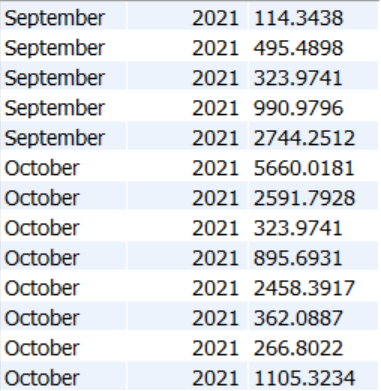 September 2021 114.3438
September 2021 495.4898
September 2021 323.9741
September 2021 990.9796
September 2021 2744.2512
October 2021 5660.0181
October 2021 2591.7928
October 2021 323.9741
October 2021 895.6931
October 2021 2458.3917
October 2021 362.0887
October 2021 266.8022
October 2021 1105.3234